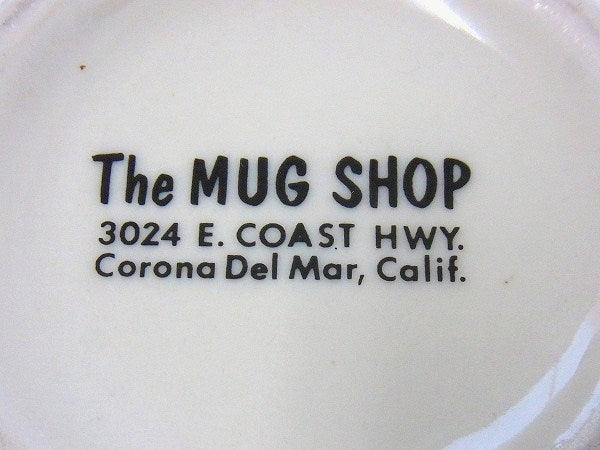 The MUG SHOP
3024 E. COAST HWY.
Corona Del Mar, Calif.